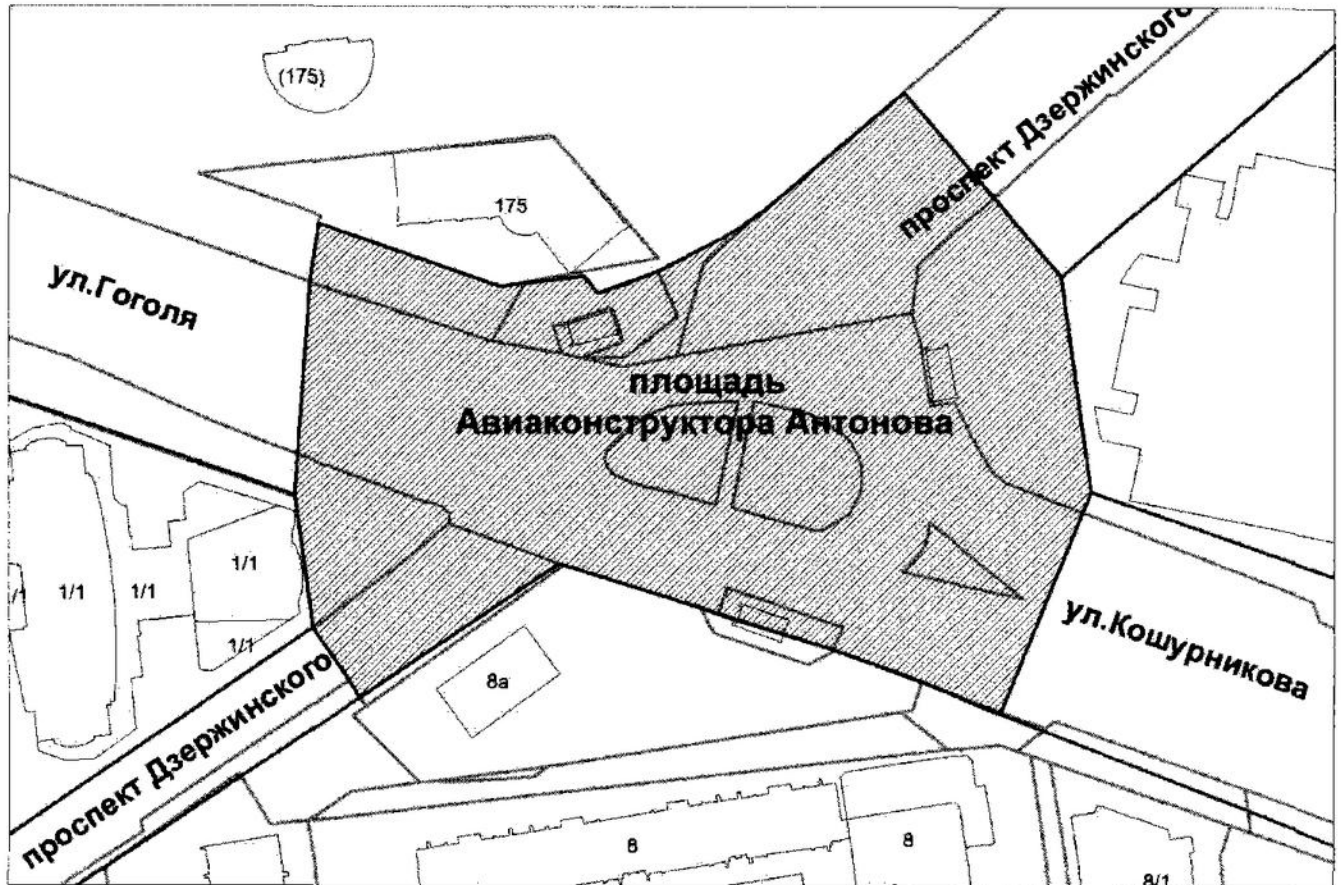 (175)
проспект Дзержинского
175
ул.Гоголя
площадь
Авиаконструктора Антонова
1/1
1/1
1/1
1/1
ул.Кошурникова
8а
проспект Дзержинского
8
8
8/1